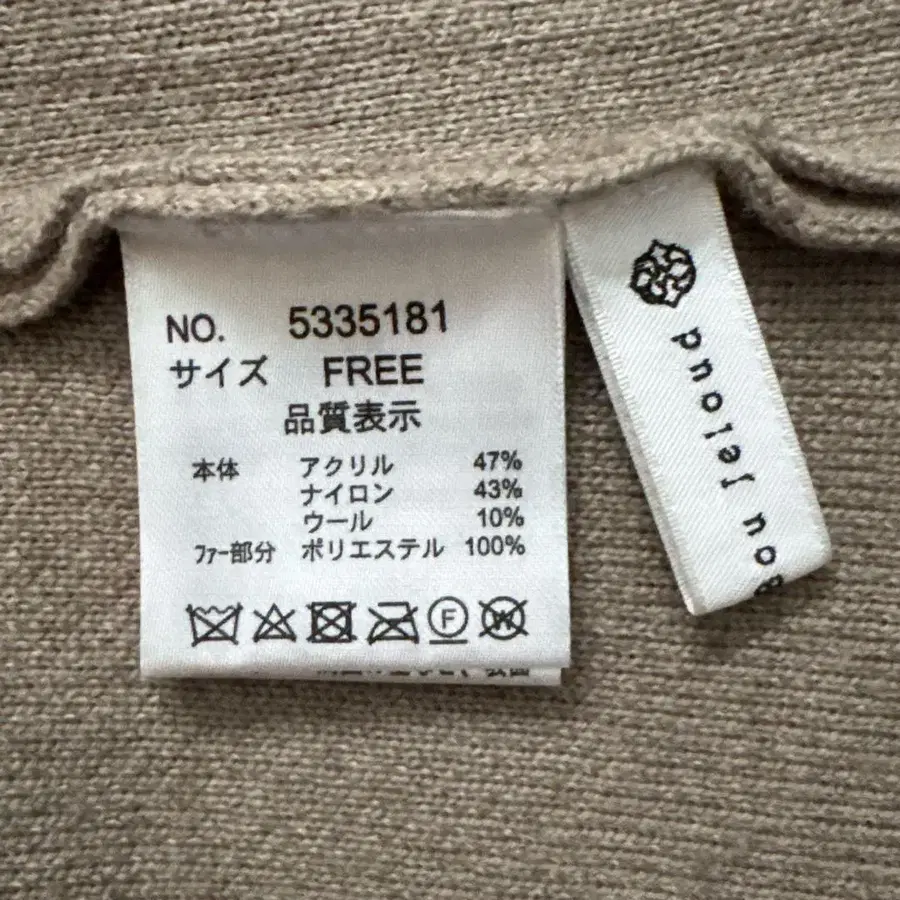 NO. 5335181
サイズ FREE
品質表示
本体 アクリル 47%
ナイロン 43%
ウール 10%
ﾌｧｰ部分 ポリエステル 100%
F W
bou jeloud